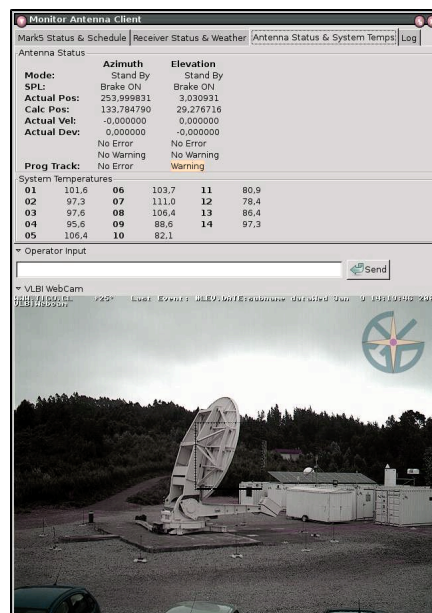 Monitor Antenna Client
Mark5 Status & Schedule Receiver Status & Weather Antenna Status & System Temps Log
Antenna Status
Azimuth Elevation
Mode: Stand By Stand By
SPL: Brake ON Brake ON
Actual Pos: 253,999831 3,030931
Calc Pos: 133,784790 29,276716
Actual Vel: -0,000000 0,000000
Actual Dev: 0,000000 -0,000000
No Error No Error
No Warning No Warning
Prog Track: No Error Warning
System Temperatures
01 101,6 06 103,7 11 80,9
02 97,3 07 111,0 12 78,4
03 97,6 08 106,4 13 86,4
04 95,6 09 88,6 14 97,3
05 106,4 10 82,1
Operator Input
Send
VLBI WebCam
Last Event:
VLBIWebcam